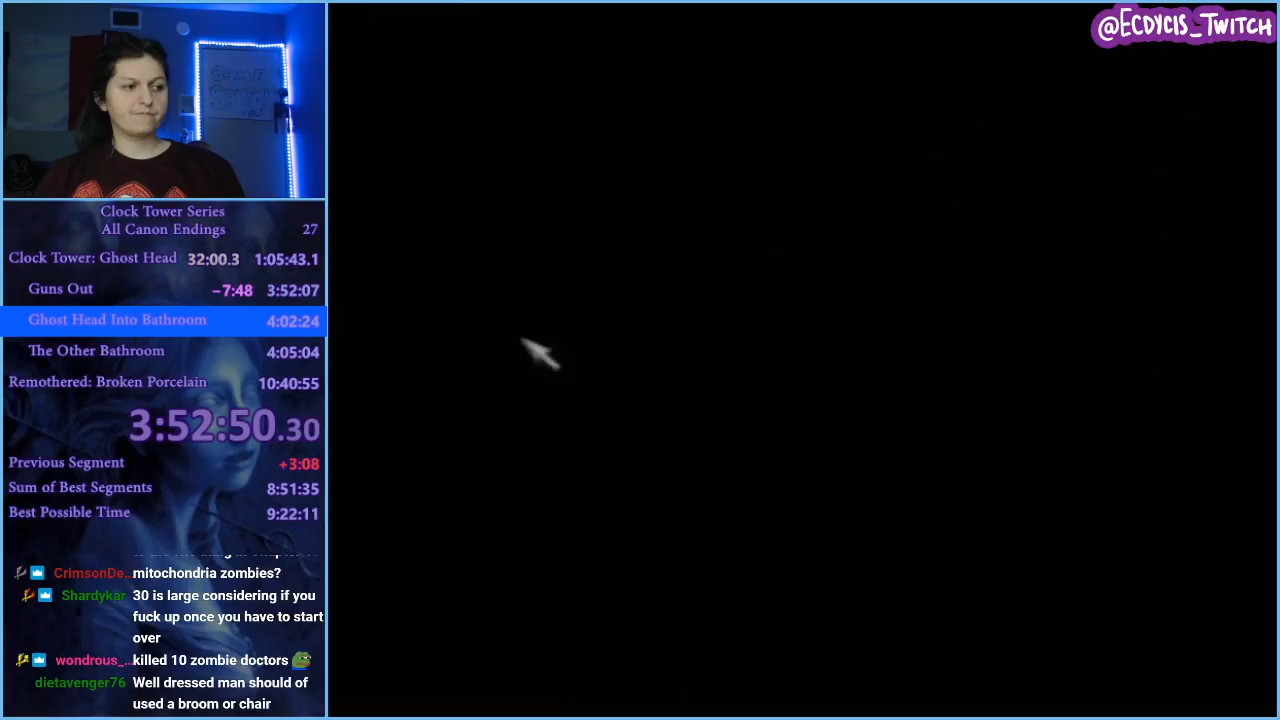 @ECDYCIS_TWITCH
Clock Tower Series
All Canon Endings 27
Clock Tower: Ghost Head 32:00.3 1:05:43.1
Guns Out −7:48 3:52:07
Ghost Head Into Bathroom 4:02:24
The Other Bathroom 4:05:04
Remothered: Broken Porcelain 10:40:55
3:52:50.30
Previous Segment +3:08
Sum of Best Segments 8:51:35
Best Possible Time 9:22:11
CrimsonDe.. mitochondria zombies?
Shardykar 30 is large considering if you
fuck up once you have to start
over
wondrous_.. killed 10 zombie doctors
dietavenger76 Well dressed man should of
used a broom or chair